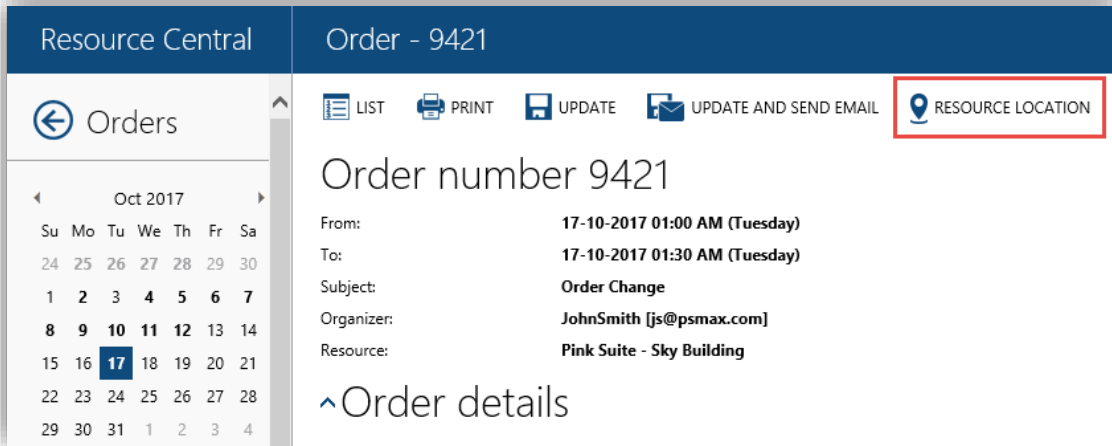 Resource Central
Order - 9421
Orders
Oct 2017
Su Mo Tu We Th Fr Sa
24 25 26 27 28 29 30
1 2 3 4 5 6 7
8 9 10 11 12 13 14
15 16 17 18 19 20 21
22 23 24 25 26 27 28
29 30 31 1 2 3 4
LIST PRINT UPDATE UPDATE AND SEND EMAIL RESOURCE LOCATION
Order number 9421
From: 17-10-2017 01:00 AM (Tuesday)
To: 17-10-2017 01:30 AM (Tuesday)
Subject: Order Change
Organizer: JohnSmith [js@psmax.com]
Resource: Pink Suite - Sky Building
Order details